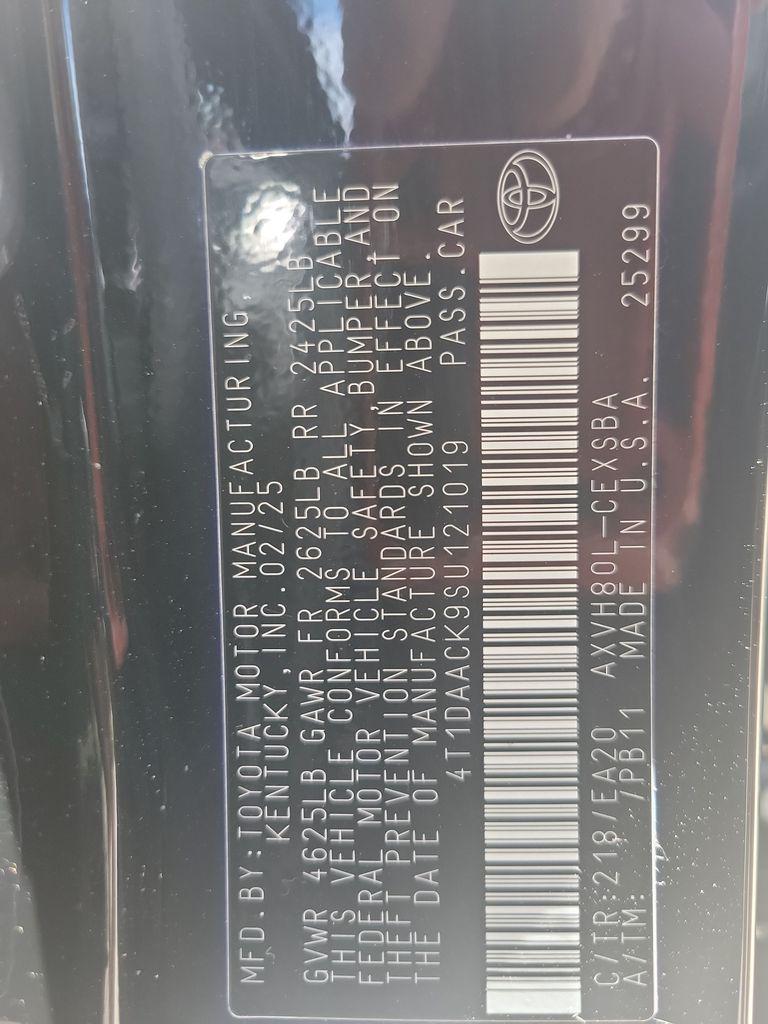 MFD.BY:TOYOTA MOTOR MANUFACTURING,
KENTUCKY, INC.02/25
GVWR 4625LB GAWR FR 2625LB RR 2425LB
THIS VEHICLE CONFORMS TO ALL APPLICABLE
FEDERAL MOTOR VEHICLE SAFETY, BUMPER, AND
THEFT PREVENTION STANDARDS IN EFFECT ON
THE DATE OF MANUFACTURE SHOWN ABOVE.
4T1DAACK9SU121019 PASS.CAR
C/TR:218/EA20 AXVH80L-CEXSBA 25299
A/TM: /PB11 MADE IN U.S.A.